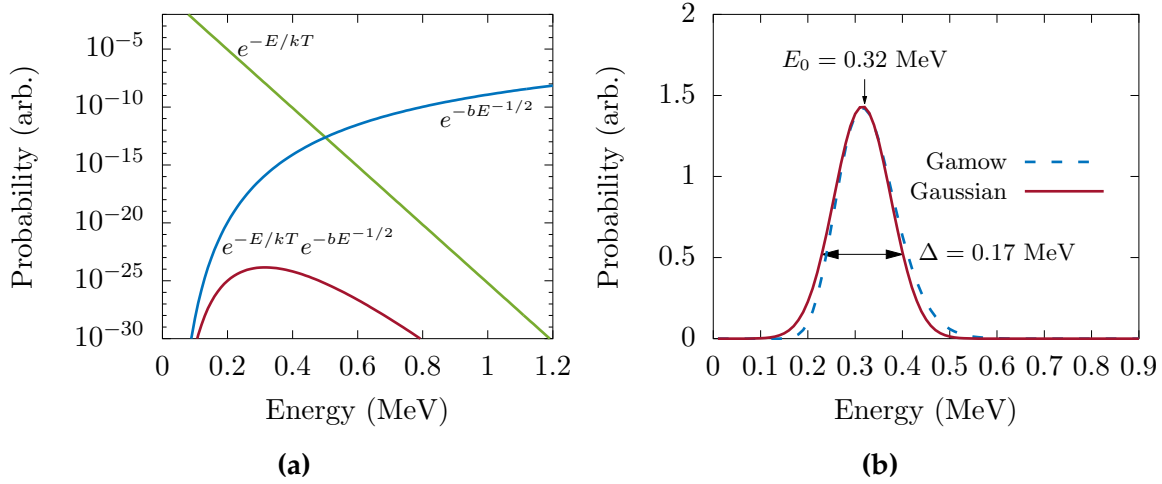 10^{-5}
10^{-10}
10^{-15}
10^{-20}
10^{-25}
10^{-30}
Probability (arb.)
e^{-E/kT}
e^{-bE^{-1/2}}
e^{-E/kT} e^{-bE^{-1/2}}
0 0.2 0.4 0.6 0.8 1 1.2
Energy (MeV)
(a)
2
1.5
1
0.5
0
Probability (arb.)
E_0 = 0.32 MeV
Gamow
Gaussian
Δ = 0.17 MeV
0 0.1 0.2 0.3 0.4 0.5 0.6 0.7 0.8 0.9
Energy (MeV)
(b)